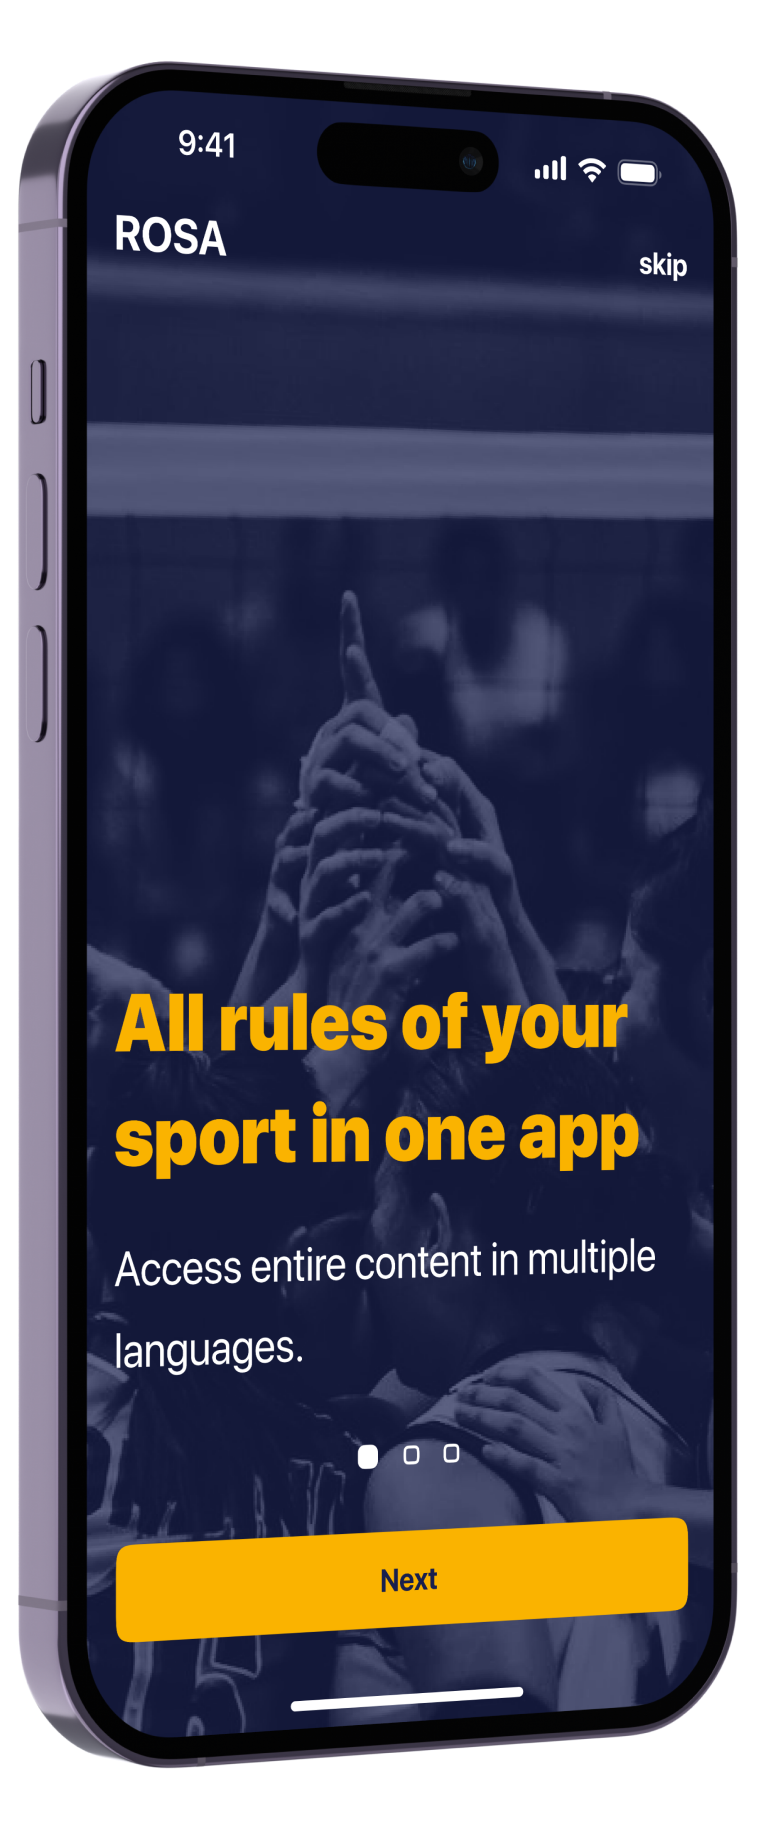 9:41
ROSA
skip
All rules of your
sport in one app
Access entire content in multiple
languages.
Next